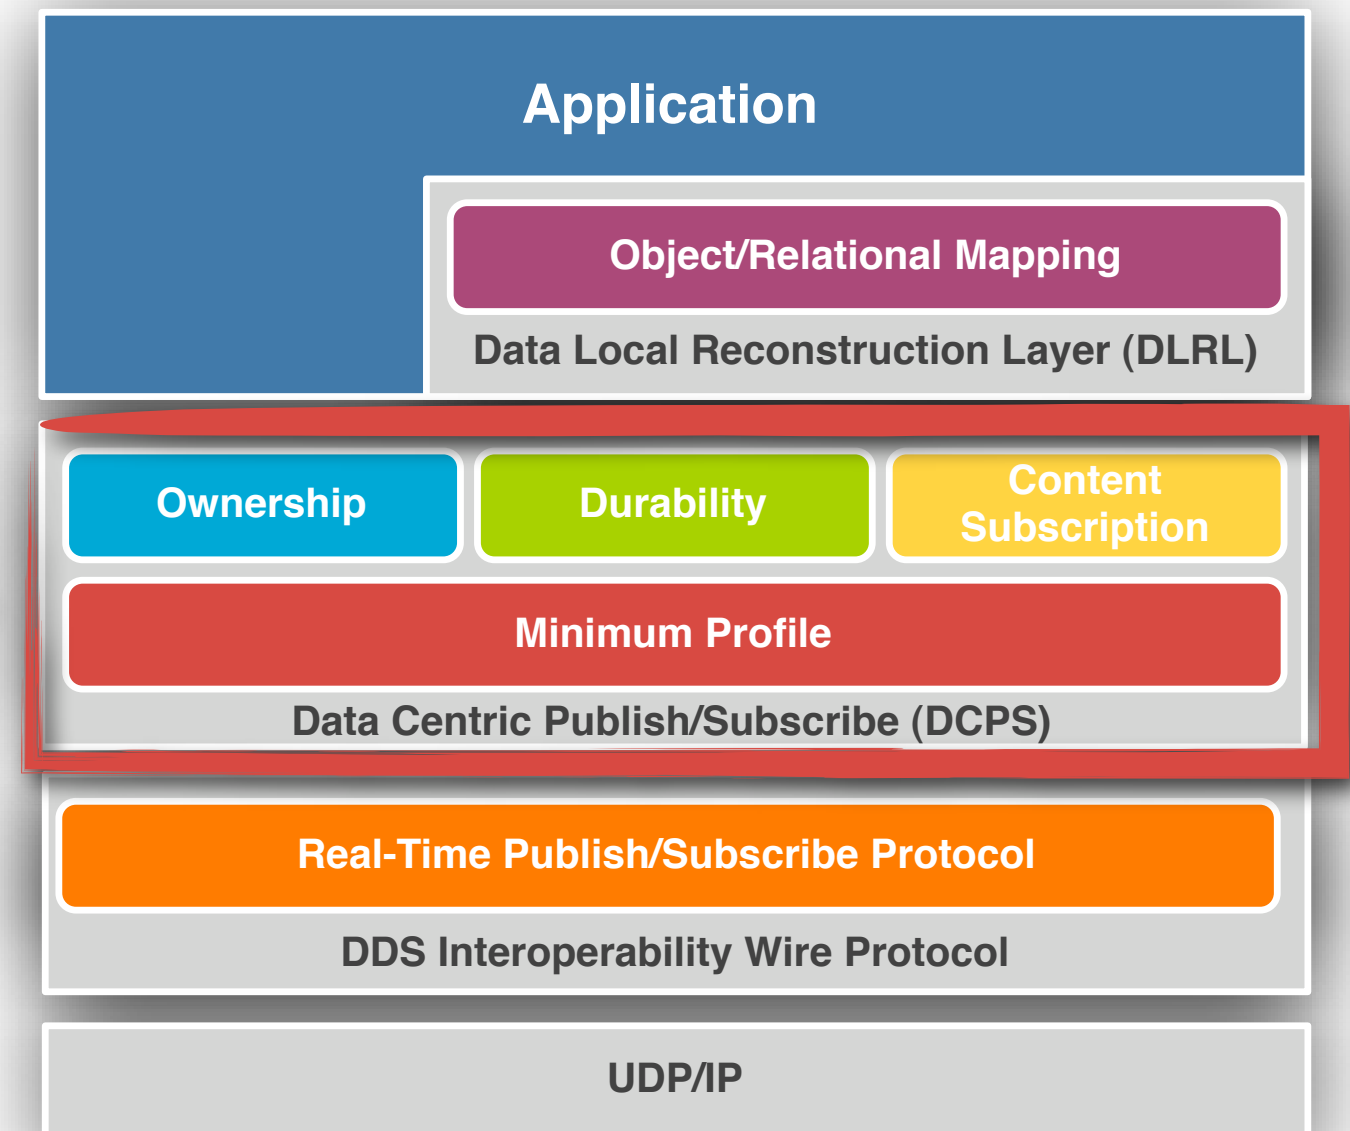 Application
Object/Relational Mapping
Data Local Reconstruction Layer (DLRL)
Ownership
Durability
Content
Subscription
Minimum Profile
Data Centric Publish/Subscribe (DCPS)
Real-Time Publish/Subscribe Protocol
DDS Interoperability Wire Protocol
UDP/IP